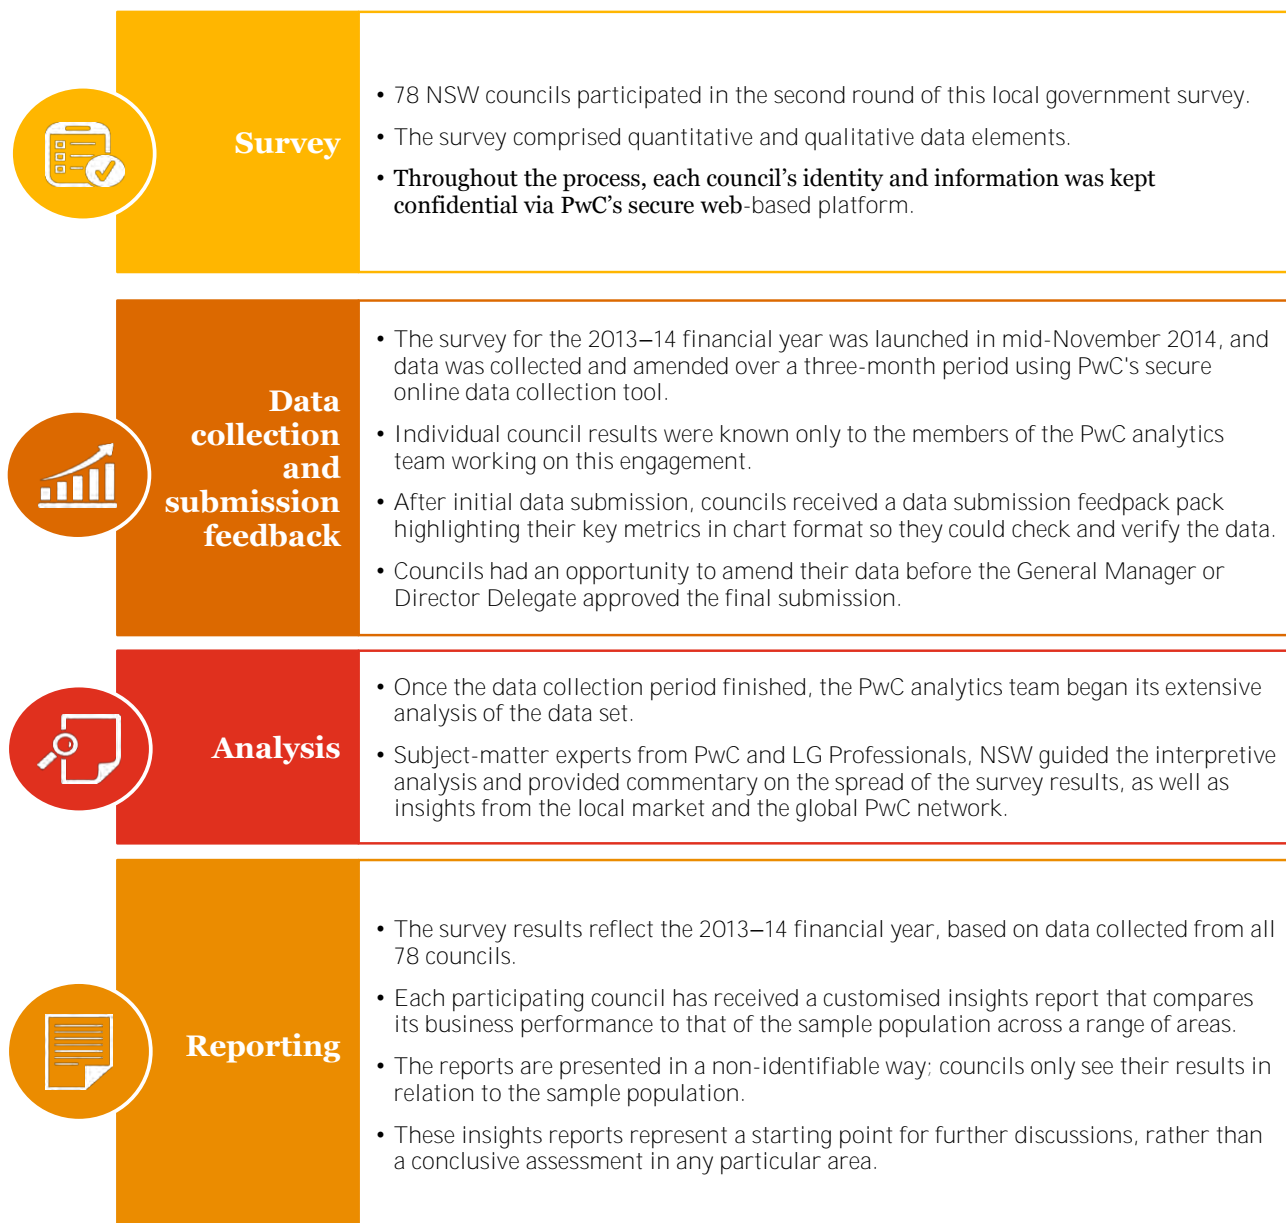 Survey
• 78 NSW councils participated in the second round of this local government survey.
• The survey comprised quantitative and qualitative data elements.
• Throughout the process, each council’s identity and information was kept
confidential via PwC’s secure web-based platform.
Data
collection
and
submission
feedback
• The survey for the 2013–14 financial year was launched in mid-November 2014, and
data was collected and amended over a three-month period using PwC's secure
online data collection tool.
• Individual council results were known only to the members of the PwC analytics
team working on this engagement.
• After initial data submission, councils received a data submission feedpack pack
highlighting their key metrics in chart format so they could check and verify the data.
• Councils had an opportunity to amend their data before the General Manager or
Director Delegate approved the final submission.
Analysis
• Once the data collection period finished, the PwC analytics team began its extensive
analysis of the data set.
• Subject-matter experts from PwC and LG Professionals, NSW guided the interpretive
analysis and provided commentary on the spread of the survey results, as well as
insights from the local market and the global PwC network.
Reporting
• The survey results reflect the 2013–14 financial year, based on data collected from all
78 councils.
• Each participating council has received a customised insights report that compares
its business performance to that of the sample population across a range of areas.
• The reports are presented in a non-identifiable way; councils only see their results in
relation to the sample population.
• These insights reports represent a starting point for further discussions, rather than
a conclusive assessment in any particular area.